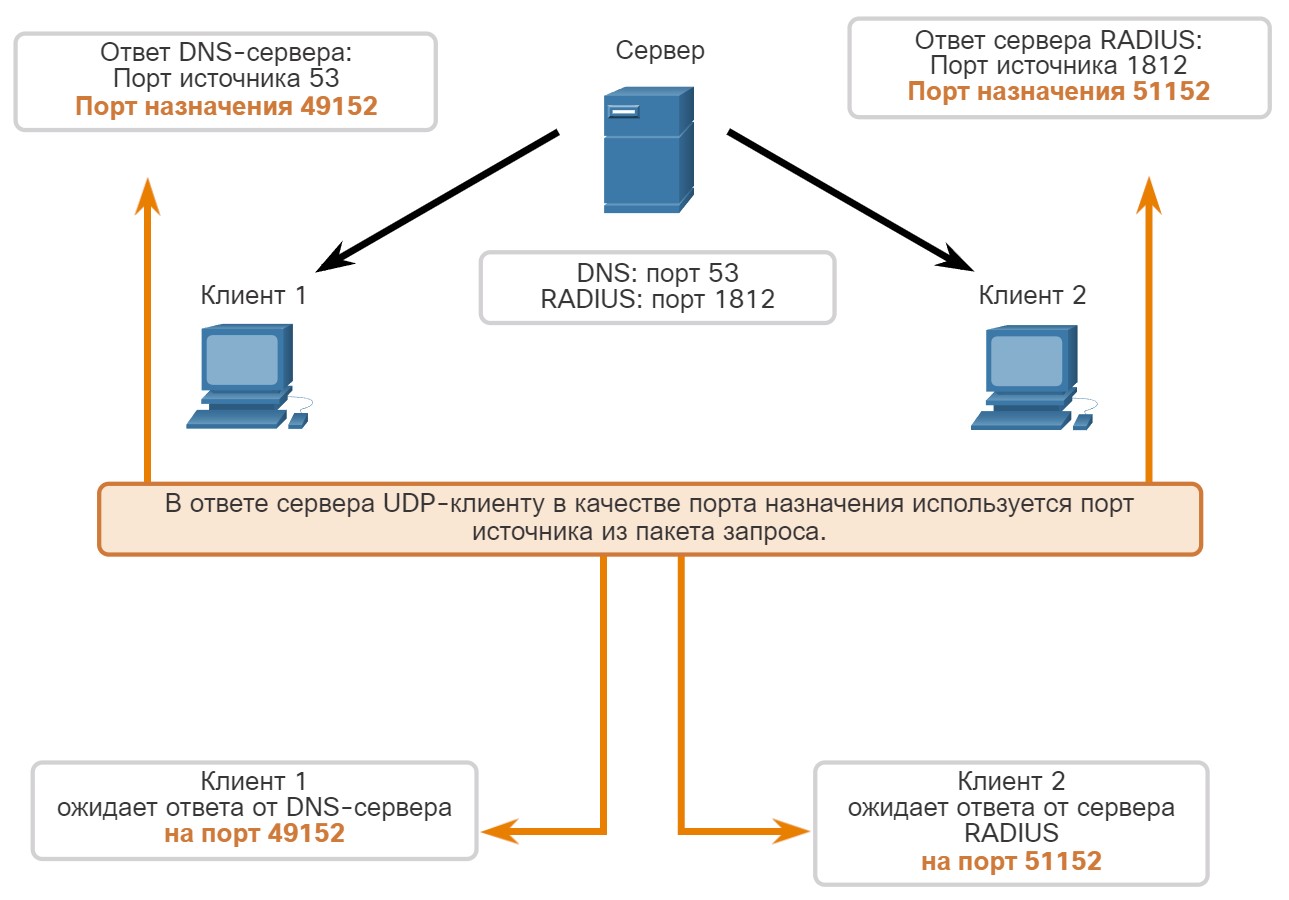 Ответ DNS-сервера:
Порт источника 53
Порт назначения 49152
Сервер
Ответ сервера RADIUS:
Порт источника 1812
Порт назначения 51152
DNS: порт 53
RADIUS: порт 1812
Клиент 1
Клиент 2
В ответе сервера UDP-клиенту в качестве порта назначения используется порт
источника из пакета запроса.
Клиент 1
ожидает ответа от DNS-сервера
на порт 49152
Клиент 2
ожидает ответа от сервера
RADIUS
на порт 51152